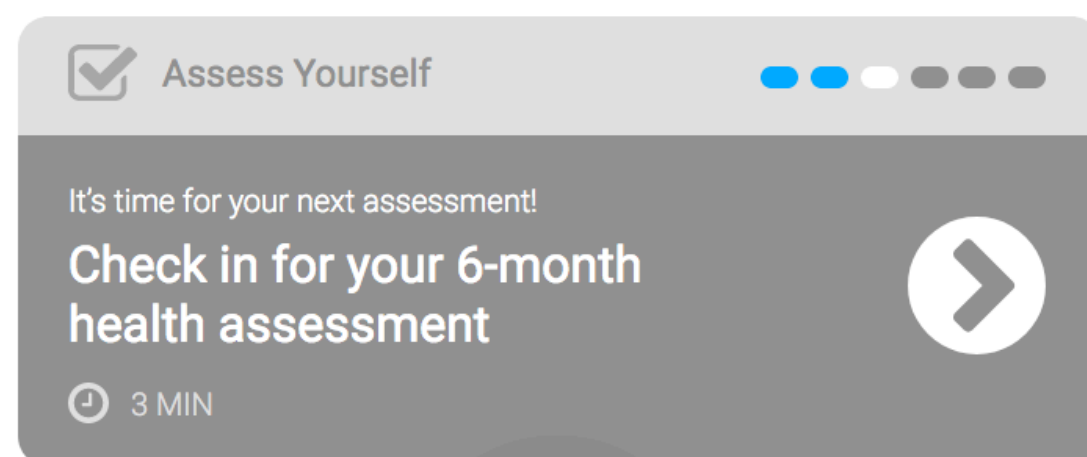 Assess Yourself
It's time for your next assessment!
Check in for your 6-month
health assessment
3 MIN